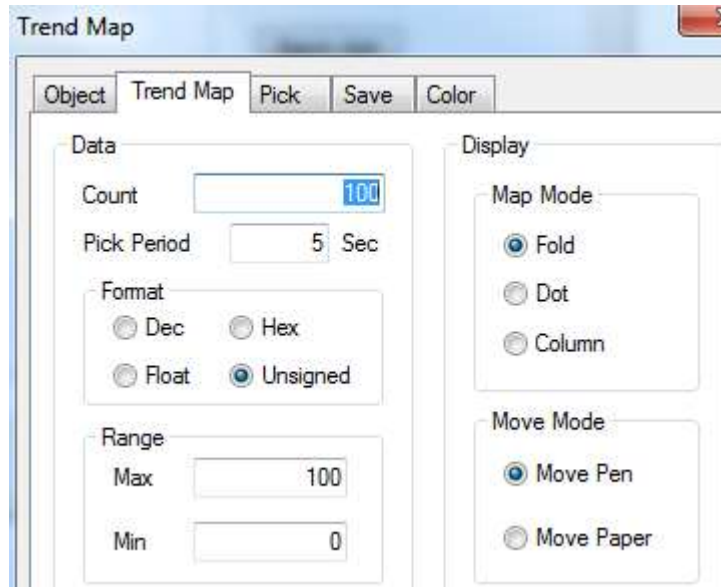 Trend Map
Object Trend Map Pick Save Color
Data
Count 100
Pick Period 5 Sec
Format
Dec Hex
Float Unsigned
Range
Max 100
Min 0
Display
Map Mode
Fold
Dot
Column
Move Mode
Move Pen
Move Paper